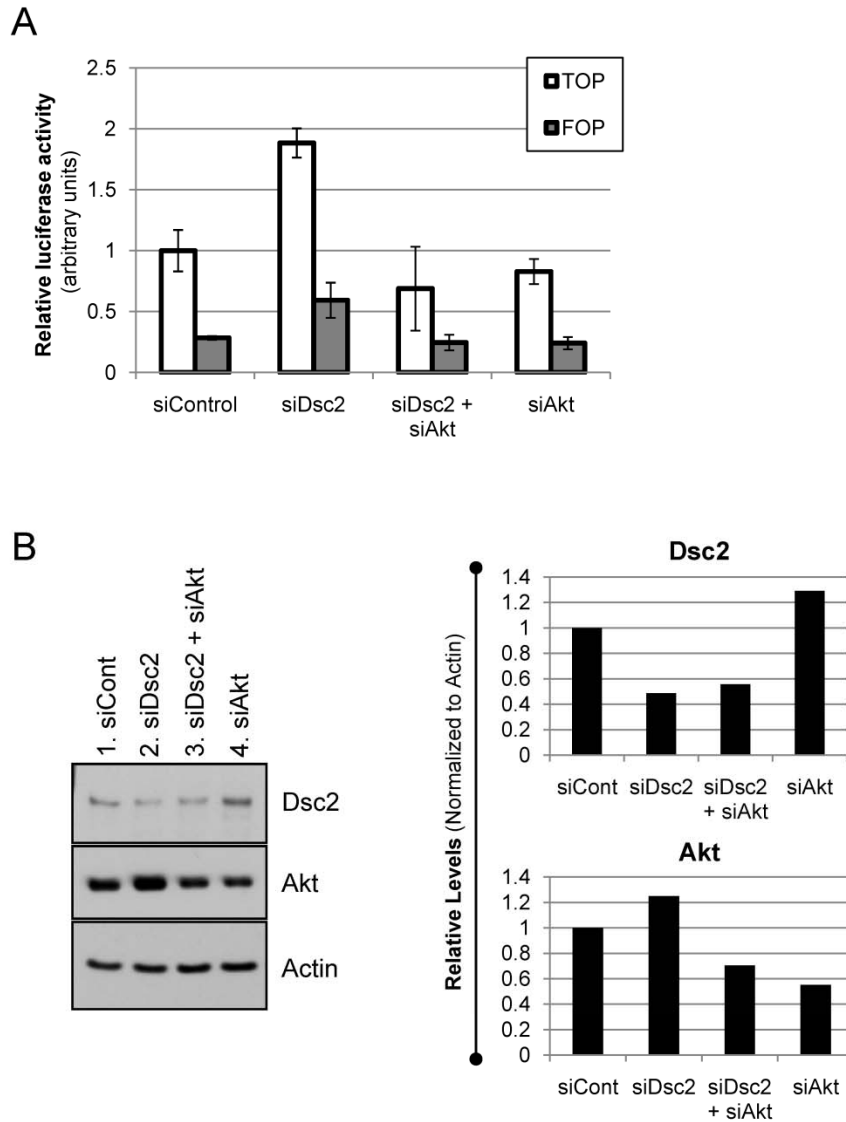 A
Relative luciferase activity
(arbitrary units)
2.5
2
1.5
1
0.5
0
TOP
FOP
siControl
siDsc2
siDsc2 +
siAkt
siAkt
B
1. siCont
2. siDsc2
3. siDsc2 + siAkt
4. siAkt
Dsc2
Akt
Actin
Relative Levels (Normalized to Actin)
Dsc2
1.4
1.2
1
0.8
0.6
0.4
0.2
0
siCont
siDsc2
siDsc2
+ siAkt
siAkt
Akt
1.4
1.2
1
0.8
0.6
0.4
0.2
0
siCont
siDsc2
siDsc2
+ siAkt
siAkt